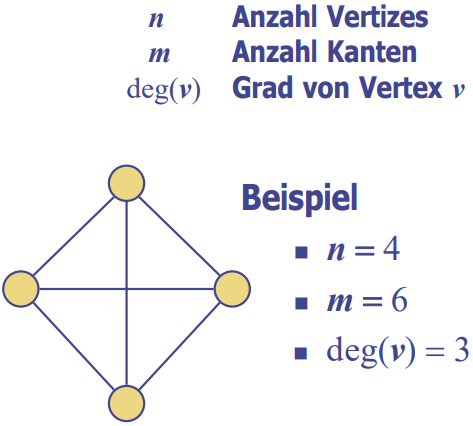 n Anzahl Vertizes
m Anzahl Kanten
deg(v) Grad von Vertex v
Beispiel
▪ n = 4
▪ m = 6
▪ deg(v) = 3